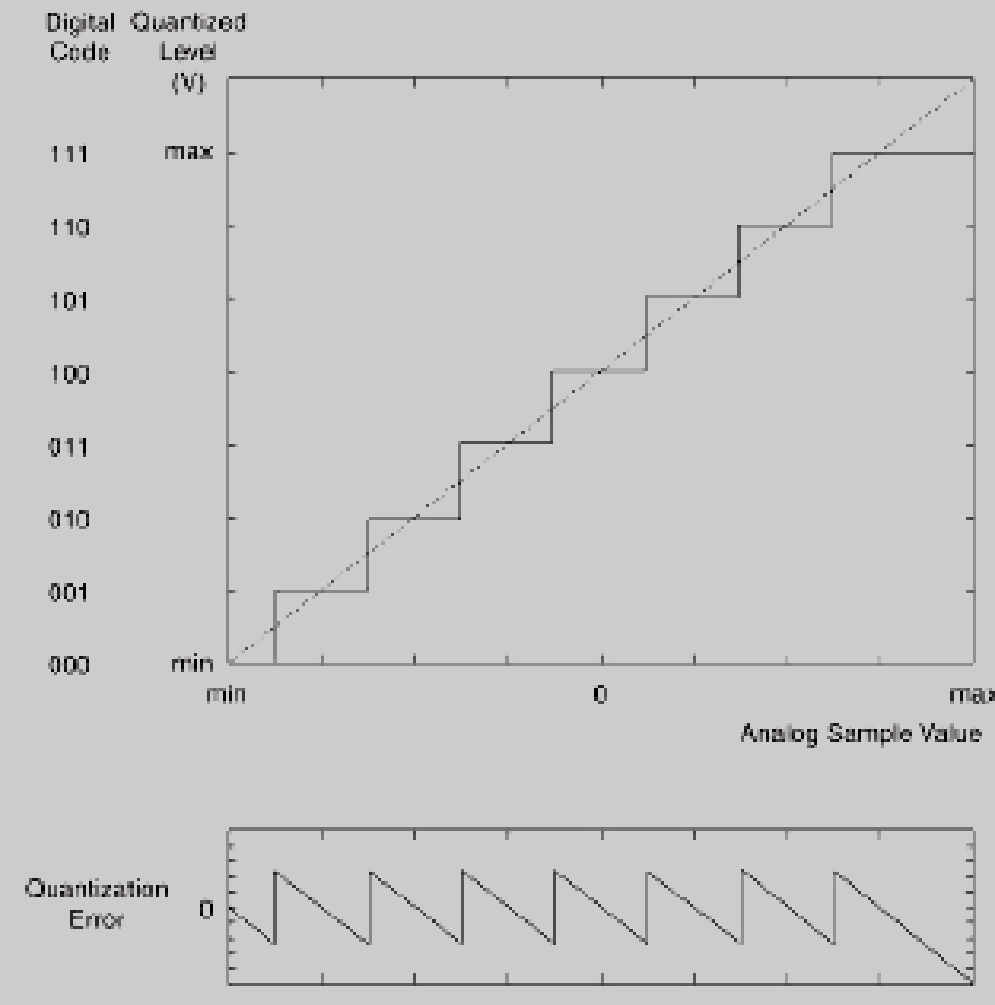 Digital Quantized
Code Level
(V)
111 max
110
101
100
011
010
001
000 min
min 0 max
Analog Sample Value
Quantization
Error
0